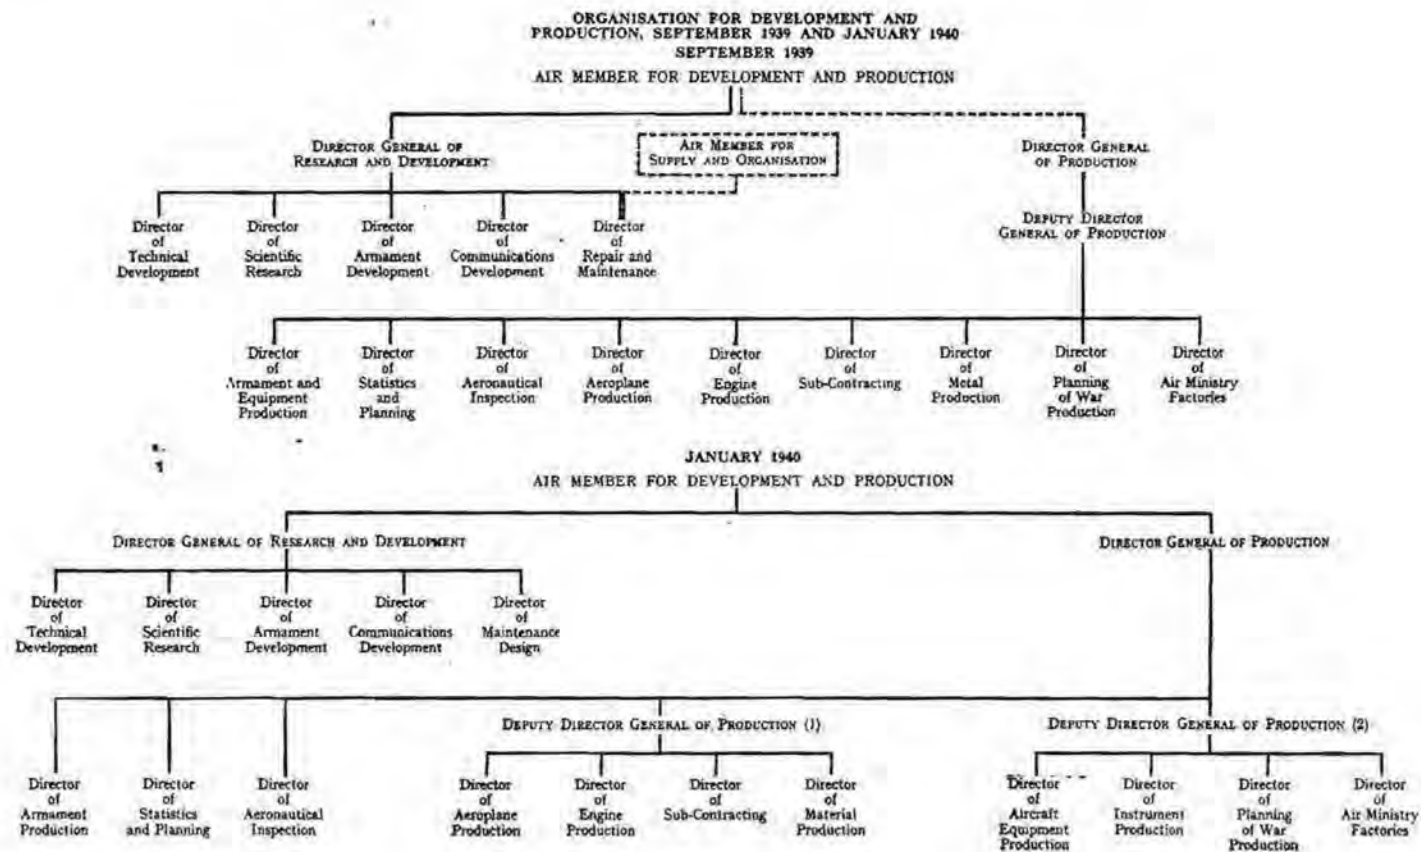 ORGANISATION FOR DEVELOPMENT AND
PRODUCTION, SEPTEMBER 1939 AND JANUARY 1940
SEPTEMBER 1939
AIR MEMBER FOR DEVELOPMENT AND PRODUCTION
DIRECTOR GENERAL OF
RESEARCH AND DEVELOPMENT
AIR MEMBER FOR
SUPPLY AND ORGANISATION
DIRECTOR GENERAL
OF PRODUCTION
DEPUTY DIRECTOR
GENERAL OF PRODUCTION
Director
of
Technical
Development
Director
of
Scientific
Research
Director
of
Armament
Development
Director
of
Communications
Development
Director
of
Repair and
Maintenance
Director
of
Armament and
Equipment
Production
Director
of
Statistics
and
Planning
Director
of
Aeronautical
Inspection
Director
of
Aeroplane
Production
Director
of
Engine
Production
Director
of
Sub-Contracting
Director
of
Metal
Production
Director
of
Planning
of War
Production
Director
of
Air Ministry
Factories
JANUARY 1940
AIR MEMBER FOR DEVELOPMENT AND PRODUCTION
DIRECTOR GENERAL OF RESEARCH AND DEVELOPMENT
DIRECTOR GENERAL OF PRODUCTION
Director
of
Technical
Development
Director
of
Scientific
Research
Director
of
Armament
Development
Director
of
Communications
Development
Director
of
Maintenance
Design
DEPUTY DIRECTOR GENERAL OF PRODUCTION (1)
DEPUTY DIRECTOR GENERAL OF PRODUCTION (2)
Director
of
Armament
Production
Director
of
Statistics
and Planning
Director
of
Aeronautical
Inspection
Director
of
Aeroplane
Production
Director
of
Engine
Production
Director
of
Sub-Contracting
Director
of
Material
Production
Director
of
Aircraft
Equipment
Production
Director
of
Instrument
Production
Director
of
Planning
of War
Production
Director
of
Air Ministry
Factories